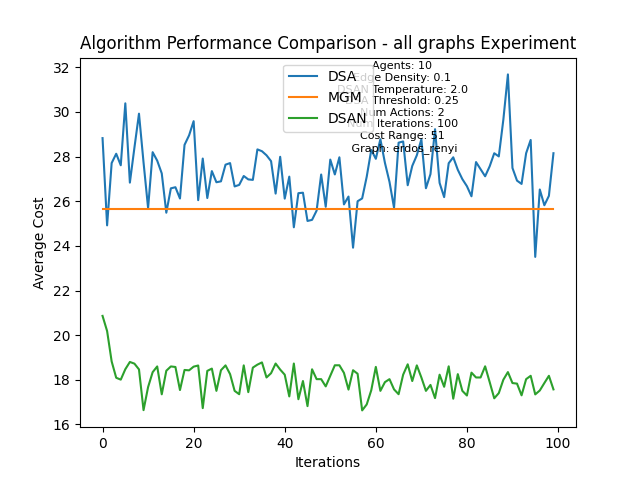 Algorithm Performance Comparison - all graphs Experiment
Average Cost
32
30
28
26
24
22
20
18
16
DSA
MGM
DSAN
Agents: 10
Edge Density: 0.1
DSAN Temperature: 2.0
Threshold: 0.25
Num Actions: 2
Num Iterations: 100
Cost Range: 5
Graph: erdos_renyi
0
20
40
60
80
100
Iterations